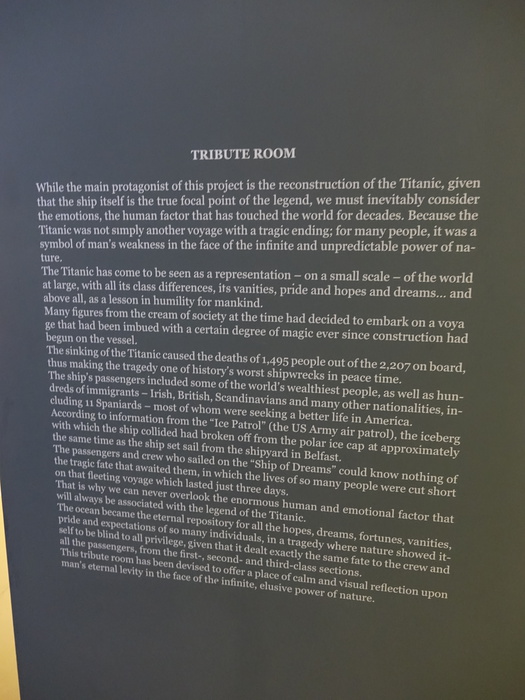 TRIBUTE ROOM
While the main protagonist of this project is the reconstruction of the Titanic, given
that the ship itself is the true focal point of the legend, we must inevitably consider
the emotions, the human factor that has touched the world for decades. Because the
Titanic was not simply another voyage with a tragic ending; for many people, it was a
symbol of man's weakness in the face of the infinite and unpredictable power of na-
ture.
The Titanic has come to be seen as a representation – on a small scale – of the world
at large, with all its class differences, its vanities, pride and hopes and dreams... and
above all, as a lesson in humility for mankind.
Many figures from the cream of society at the time had decided to embark on a voya
ge that had been imbued with a certain degree of magic ever since construction had
begun on the vessel.
The sinking of the Titanic caused the deaths of 1,495 people out of the 2,207 on board,
thus making the tragedy one of history's worst shipwrecks in peace time.
The ship's passengers included some of the world's wealthiest people, as well as hun-
dreds of immigrants – Irish, British, Scandinavians and many other nationalities, in-
cluding 11 Spaniards – most of whom were seeking a better life in America.
According to information from the "Ice Patrol" (the US Army air patrol), the iceberg
with which the ship collided had broken off from the polar ice cap at approximately
the same time as the ship set sail from the shipyard in Belfast.
The passengers and crew who sailed on the "Ship of Dreams" could know nothing of
the tragic fate that awaited them, in which the lives of so many people were cut short
on that fleeting voyage which lasted just three days.
That is why we can never overlook the enormous human and emotional factor that
will always be associated with the legend of the Titanic.
The ocean became the eternal repository for all the hopes, dreams, fortunes, vanities,
pride and expectations of so many individuals, in a tragedy where nature showed it-
self to be blind to all privilege, given that it dealt exactly the same fate to the crew and
all the passengers, from the first-, second- and third-class sections.
This tribute room has been devised to offer a place of calm and visual reflection upon
man's eternal levity in the face of the infinite, elusive power of nature.